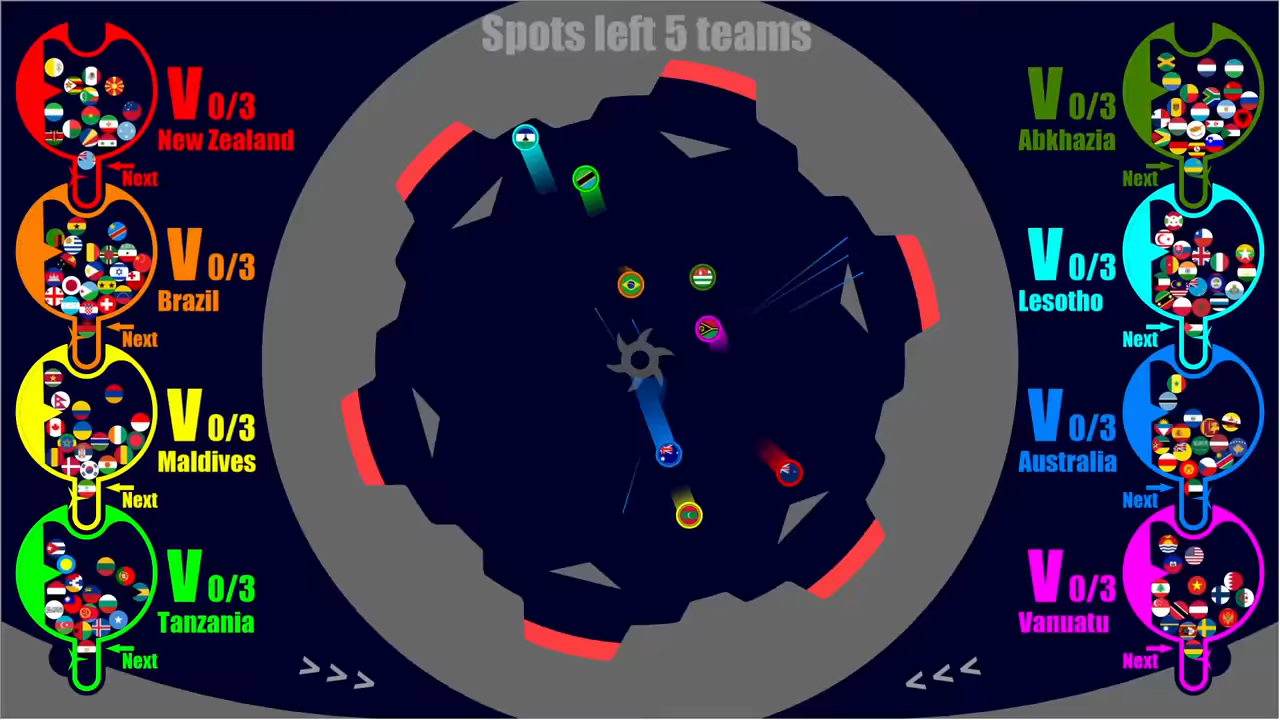 Spots left 5 teams
V 0/3
New Zealand
Next
V 0/3
Brazil
Next
V 0/3
Maldives
Next
V 0/3
Tanzania
Next
V 0/3
Abkhazia
Next
V 0/3
Lesotho
Next
V 0/3
Australia
Next
V 0/3
Vanuatu
Next